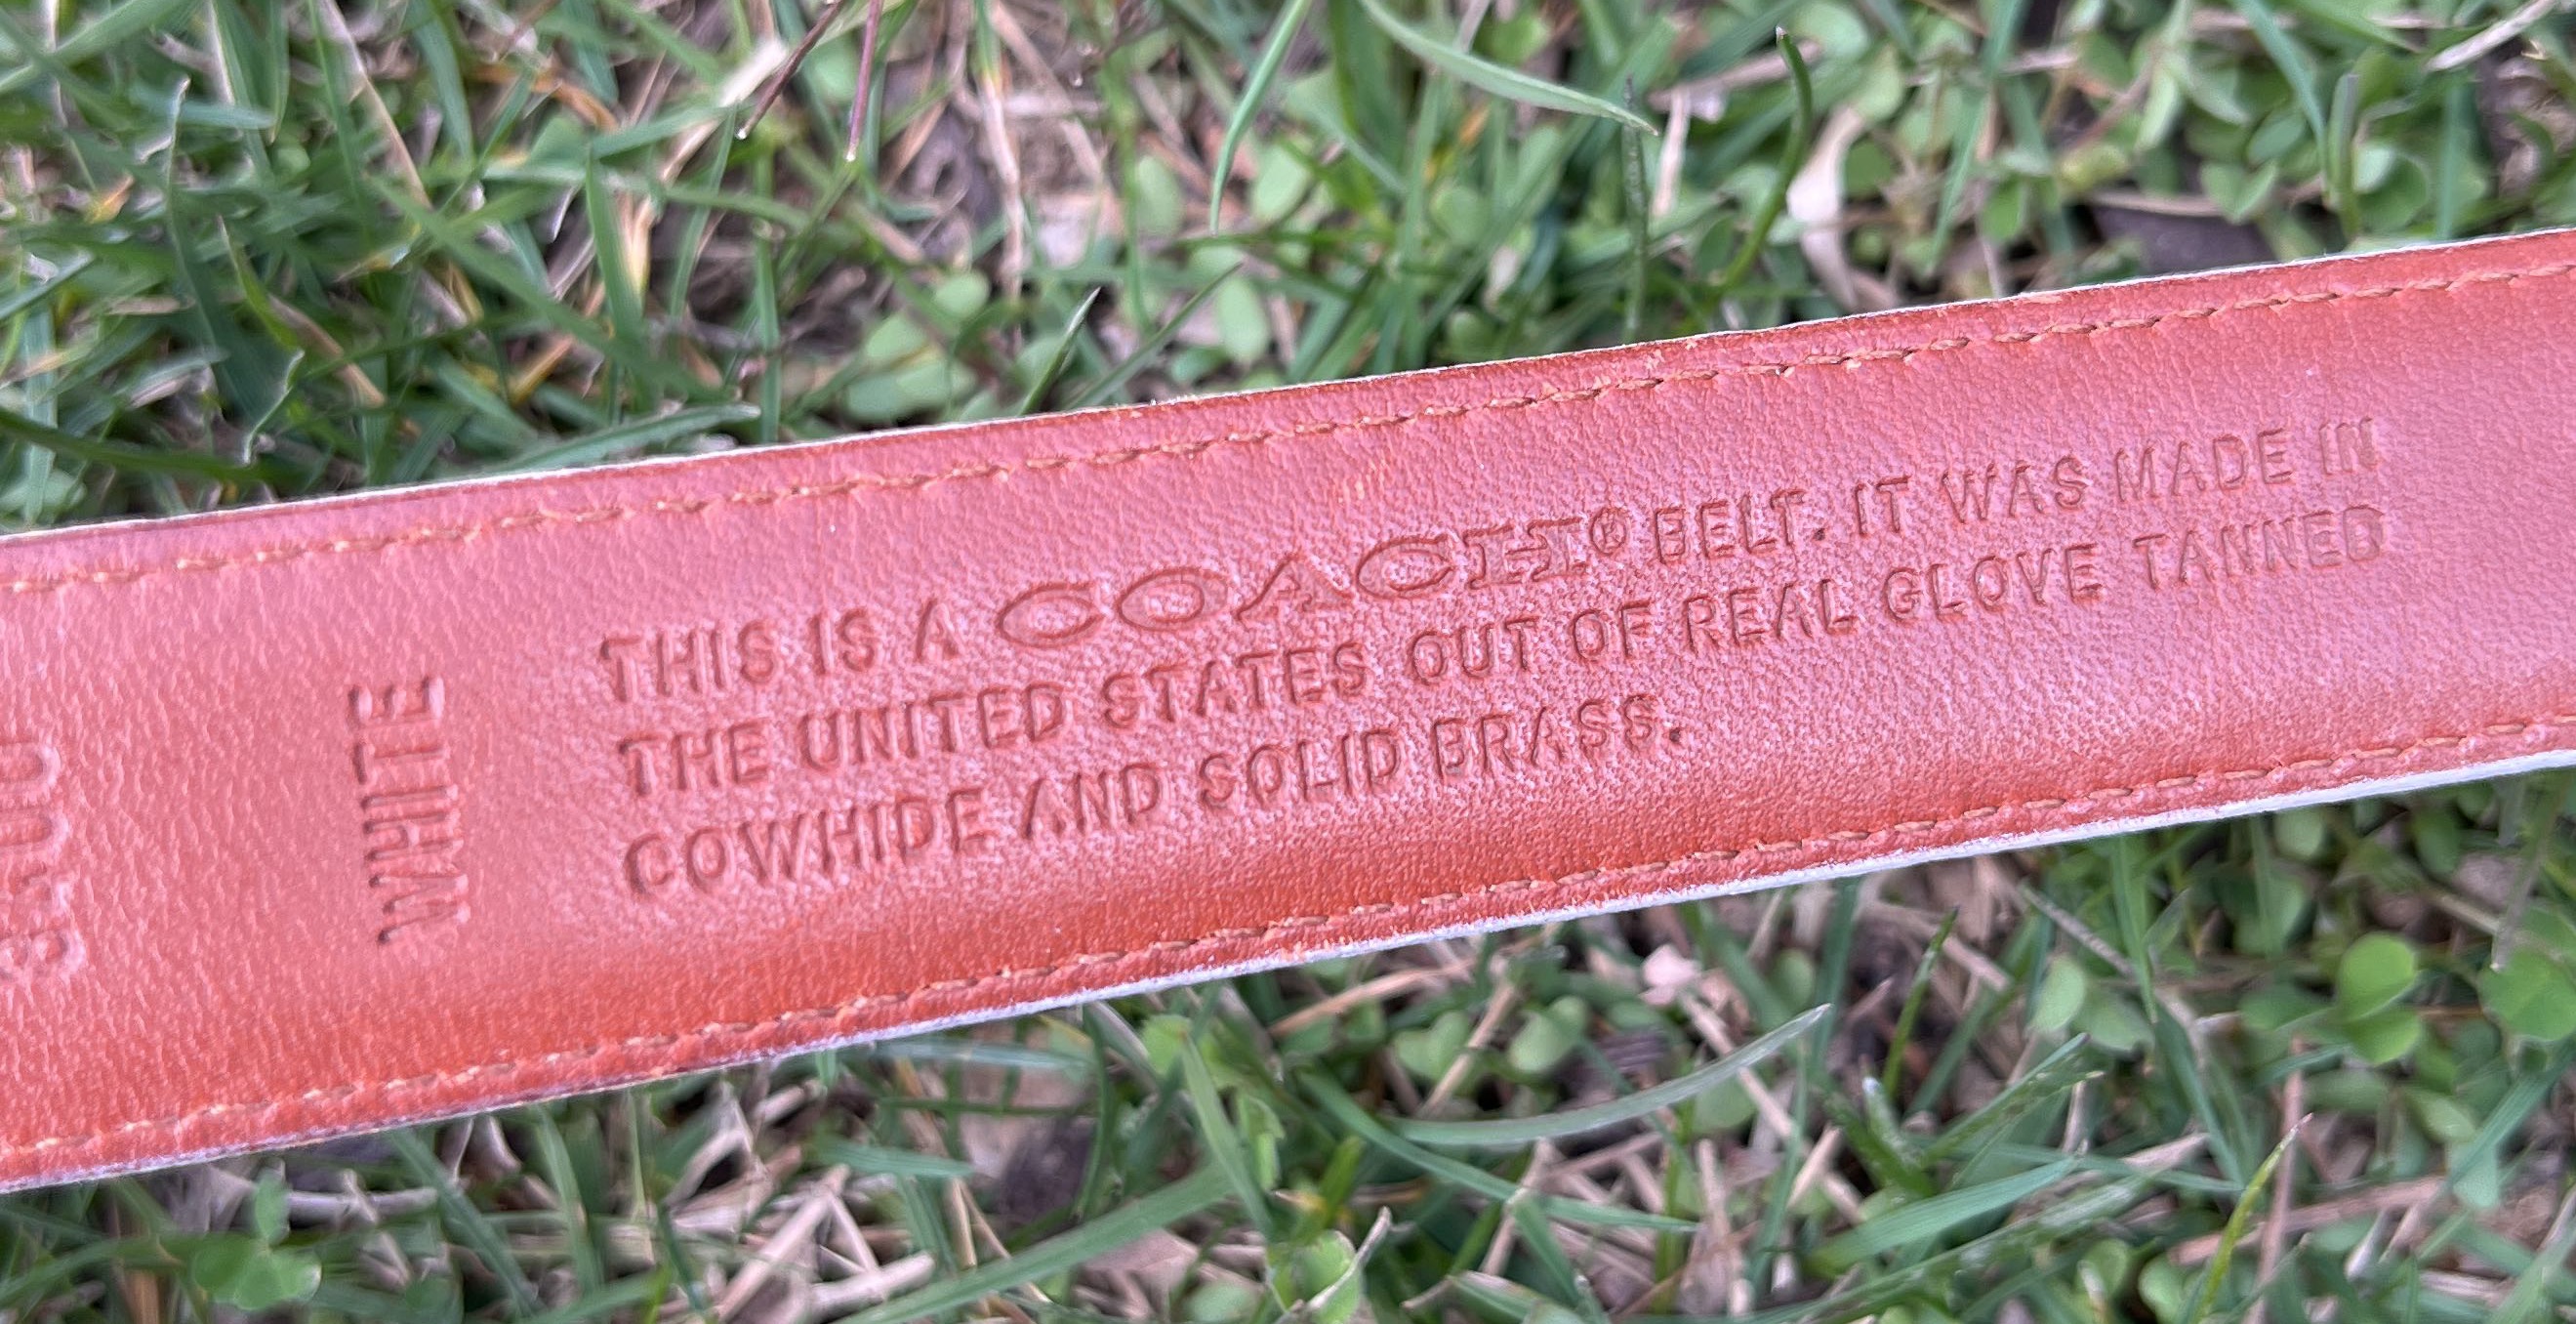 WHITE
THIS IS A COACH® BELT. IT WAS MADE IN
THE UNITED STATES OUT OF REAL GLOVE TANNED
COWHIDE AND SOLID BRASS.